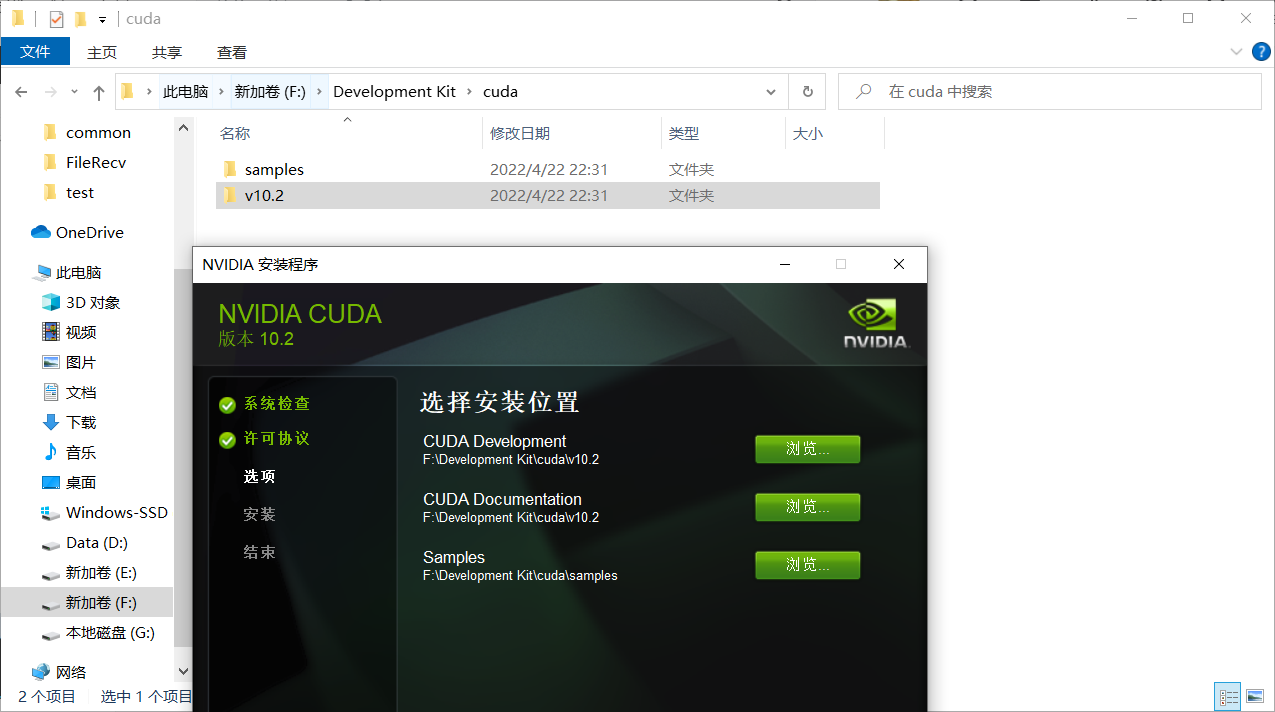 cuda
文件 主页 共享 查看
此电脑 新加卷 (F:) Development Kit cuda
在 cuda 中搜索
common
FileRecv
test
OneDrive
此电脑
3D 对象
视频
图片
文档
下载
音乐
桌面
Windows-SSD
Data (D:)
新加卷 (E:)
新加卷 (F:)
本地磁盘 (G:)
网络
名称 修改日期 类型 大小
samples 2022/4/22 22:31 文件夹
v10.2 2022/4/22 22:31 文件夹
NVIDIA 安装程序
NVIDIA CUDA
版本 10.2
NVIDIA.
系统检查
许可协议
选项
安装
结束
选择安装位置
CUDA Development
F:\Development Kit\cuda\v10.2
浏览...
CUDA Documentation
F:\Development Kit\cuda\v10.2
浏览...
Samples
F:\Development Kit\cuda\samples
浏览...
2 个项目 选中 1 个项目